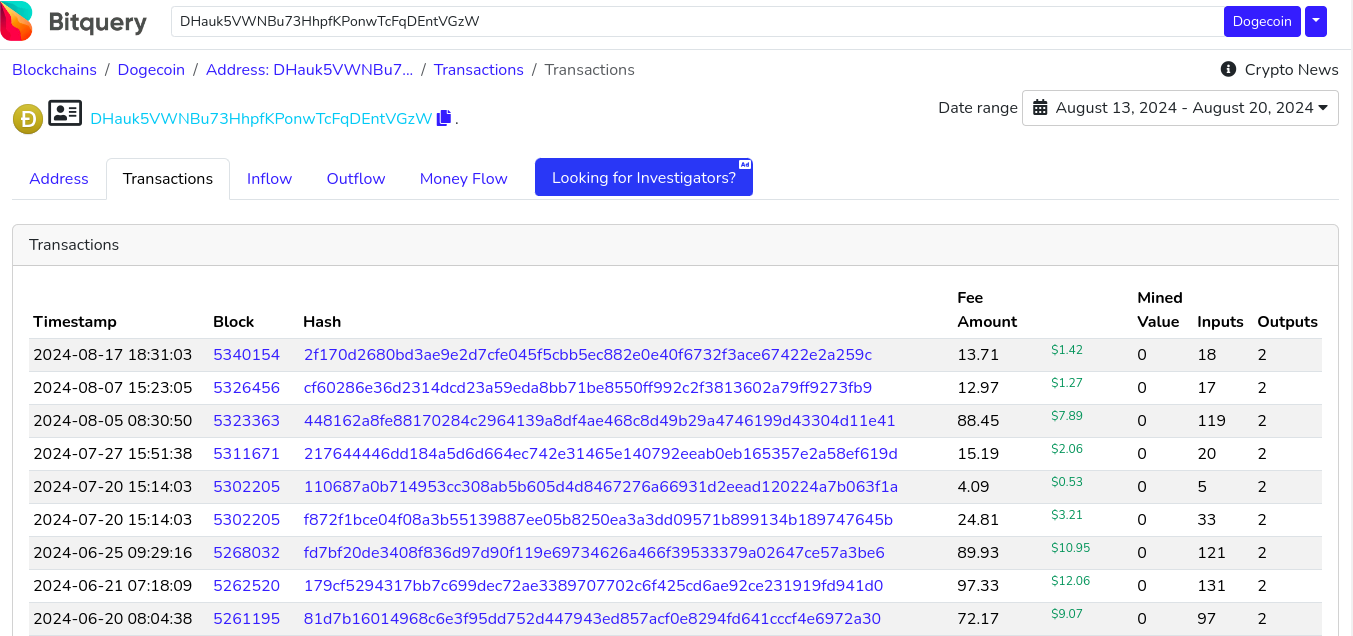 Bitquery DHauk5VWNBu73HhpfKPonwTcFqDEntVGzW Dogecoin
Blockchains / Dogecoin / Address: DHauk5VWNBu7... / Transactions / Transactions Crypto News
DHauk5VWNBu73HhpfKPonwTcFqDEntVGzW . Date range August 13, 2024 - August 20, 2024
Address Transactions Inflow Outflow Money Flow Looking for Investigators? Ad
Transactions
Timestamp Block Hash Fee Amount Mined Value Inputs Outputs
2024-08-17 18:31:03 5340154 2f170d2680bd3ae9e2d7cfe045f5cbb5ec882e0e40f6732f3ace67422e2a259c 13.71 $1.42 0 18 2
2024-08-07 15:23:05 5326456 cf60286e36d2314dcd23a59eda8bb71be8550ff992c2f3813602a79ff9273fb9 12.97 $1.27 0 17 2
2024-08-05 08:30:50 5323363 448162a8fe88170284c2964139a8df4ae468c8d49b29a4746199d43304d11e41 88.45 $7.89 0 119 2
2024-07-27 15:51:38 5311671 217644446dd184a5d6d664ec742e31465e140792eeab0eb165357e2a58ef619d 15.19 $2.06 0 20 2
2024-07-20 15:14:03 5302205 110687a0b714953cc308ab5b605d4d8467276a66931d2eead120224a7b063f1a 4.09 $0.53 0 5 2
2024-07-20 15:14:03 5302205 f872f1bce04f08a3b55139887ee05b8250ea3a3dd09571b899134b189747645b 24.81 $3.21 0 33 2
2024-06-25 09:29:16 5268032 fd7bf20de3408f836d97d90f119e69734626a466f39533379a02647ce57a3be6 89.93 $10.95 0 121 2
2024-06-21 07:18:09 5262520 179cf5294317bb7c699dec72ae3389707702c6f425cd6ae92ce231919fd941d0 97.33 $12.06 0 131 2
2024-06-20 08:04:38 5261195 81d7b16014968c6e3f95dd752d447943ed857acf0e8294fd641cccf4e6972a30 72.17 $9.07 0 97 2